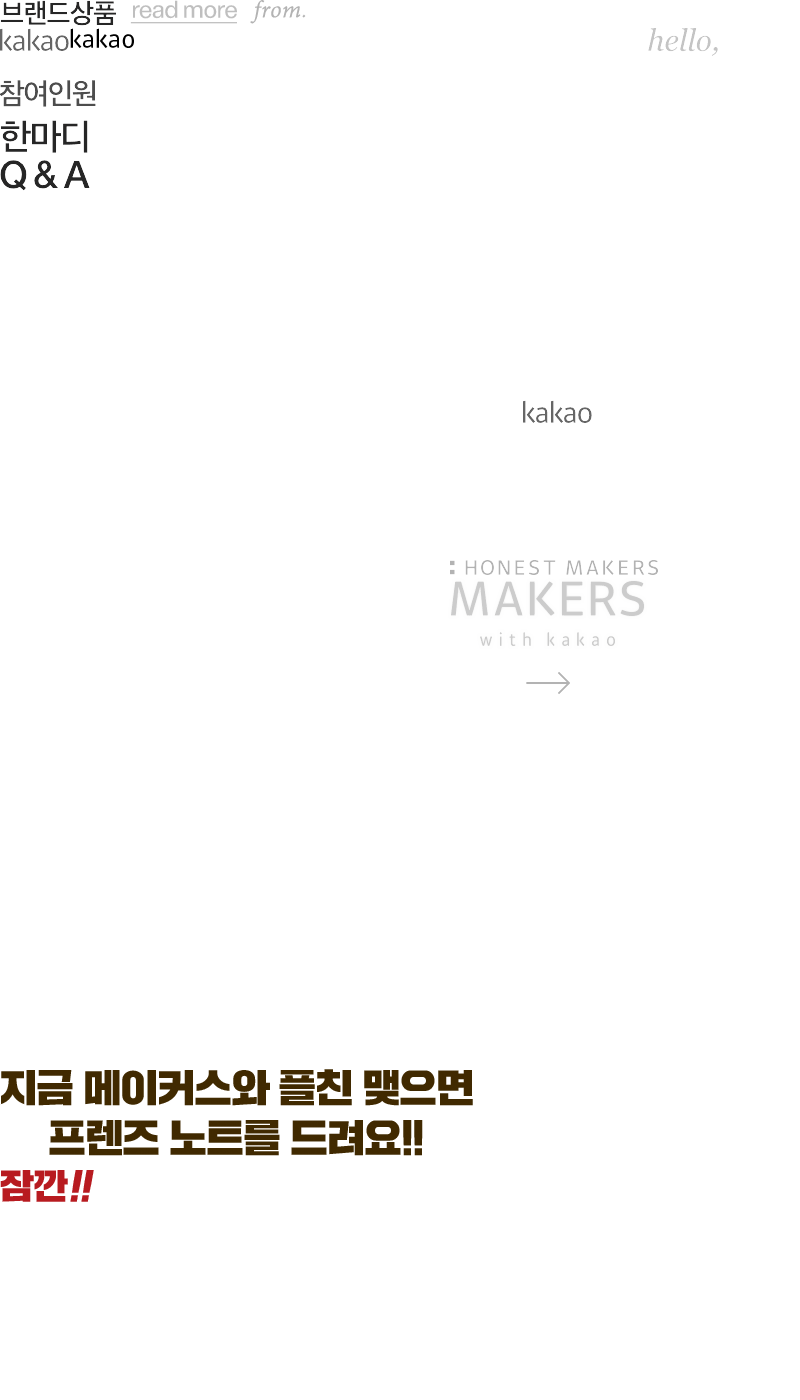 브랜드상품 read more from.
kakaokakao
hello,
참여인원
한마디
Q & A
kakao
: HONEST MAKERS
MAKERS
with kakao
지금 메이커스와 플친 맺으면
프렌즈 노트를 드려요!!
잠깐!!